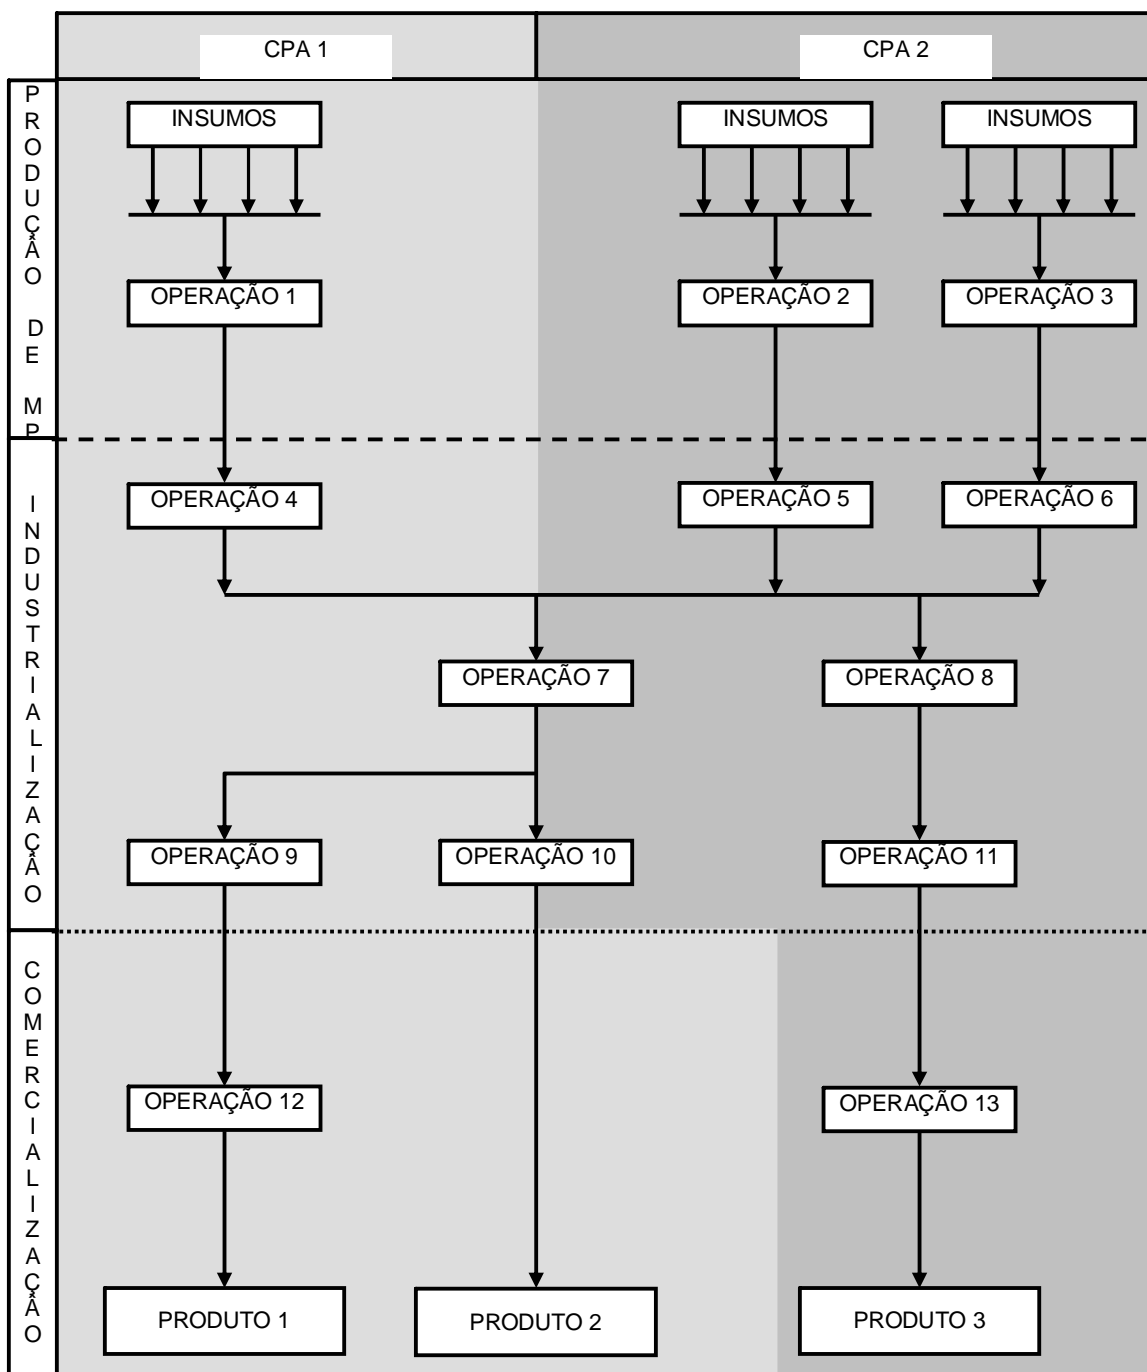 CPA 1
CPA 2
PRODUÇÃO DE MP
INSUMOS
INSUMOS
INSUMOS
OPERAÇÃO 1
OPERAÇÃO 2
OPERAÇÃO 3
INDUSTRIALIZAÇÃO
OPERAÇÃO 4
OPERAÇÃO 5
OPERAÇÃO 6
OPERAÇÃO 7
OPERAÇÃO 8
OPERAÇÃO 9
OPERAÇÃO 10
OPERAÇÃO 11
COMERCIALIZAÇÃO
OPERAÇÃO 12
OPERAÇÃO 13
PRODUTO 1
PRODUTO 2
PRODUTO 3